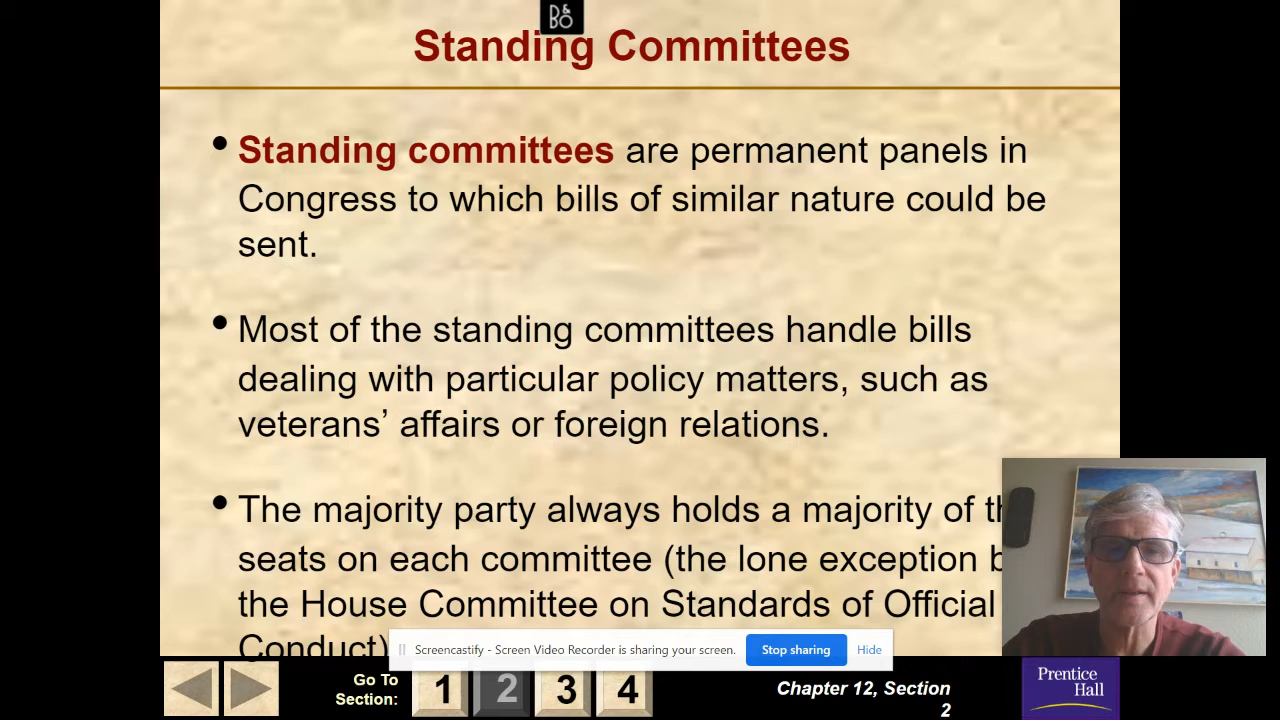 B&O
Standing Committees
• Standing committees are permanent panels in
Congress to which bills of similar nature could be
sent.
• Most of the standing committees handle bills
dealing with particular policy matters, such as
veterans’ affairs or foreign relations.
• The majority party always holds a majority of
seats on each committee (the lone exception
the House Committee on Standards of Official
Conduct)
Screencastify - Screen Video Recorder is sharing your screen. Stop sharing Hide
Go To
Section: 1 2 3 4
Chapter 12, Section
2
Prentice
Hall